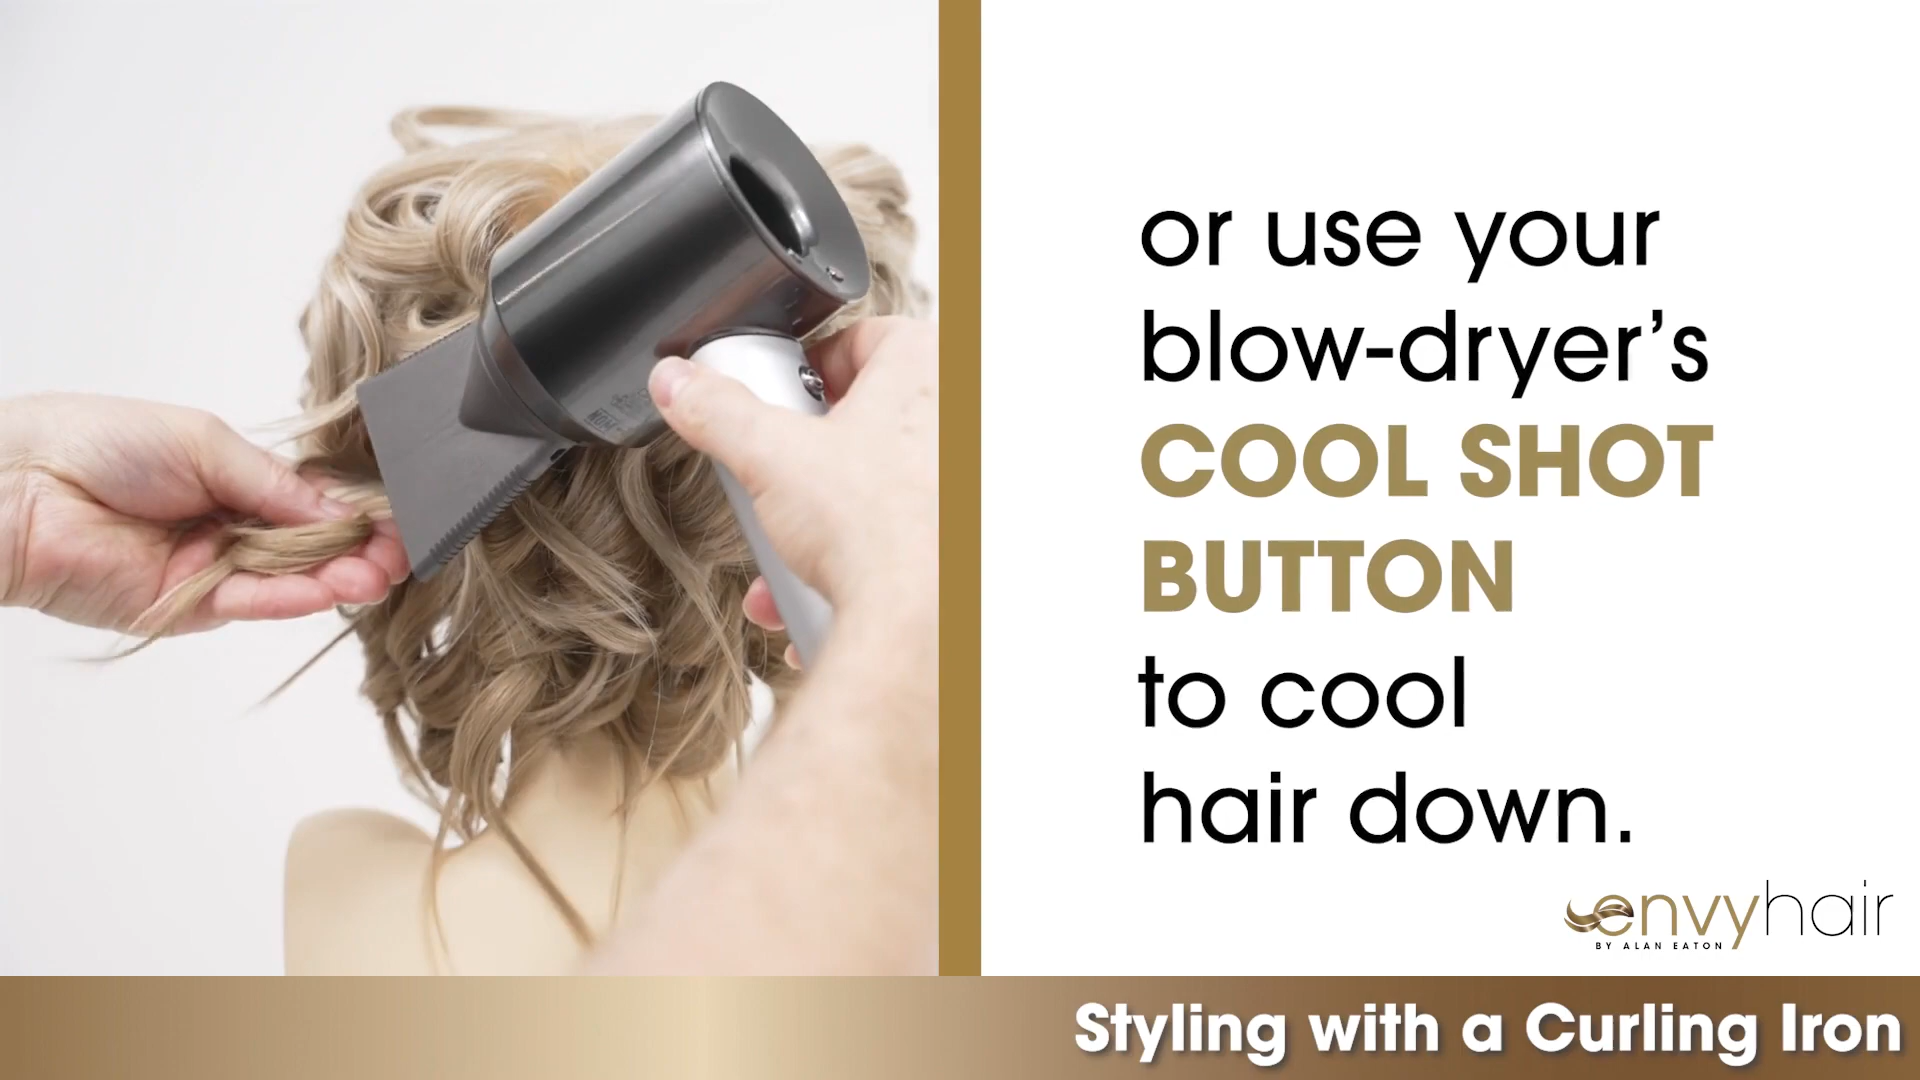 or use your
blow-dryer’s
COOL SHOT
BUTTON
to cool
hair down.
envyhair
BY ALAN EATON
Styling with a Curling Iron